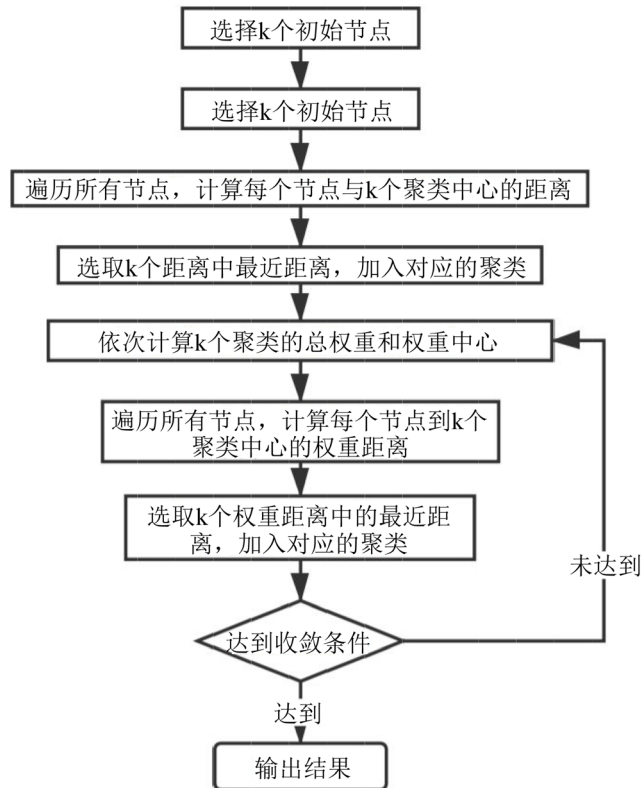 选择k个初始节点
选择k个初始节点
遍历所有节点，计算每个节点与k个聚类中心的距离
选取k个距离中最近距离，加入对应的聚类
依次计算k个聚类的总权重和权重中心
遍历所有节点，计算每个节点到k个
聚类中心的权重距离
选取k个权重距离中的最近距
离，加入对应的聚类
未达到
达到收敛条件
达到
输出结果